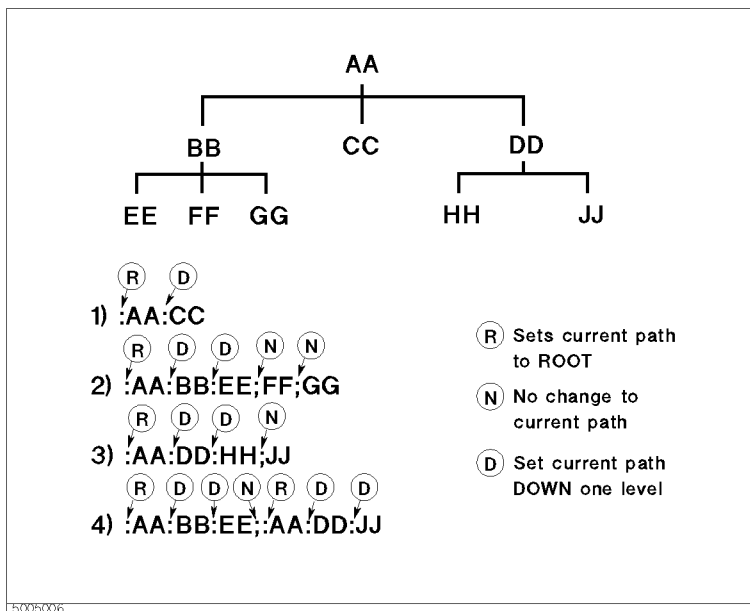 AA
BB CC DD
EE FF GG HH JJ
R D
1) :AA:CC
R D D N N
2) :AA:BB:EE;FF;GG
R D D N
3) :AA:DD:HH;JJ
R D D N R D D
4) :AA:BB:EE;:AA:DD:JJ
R Sets current path
to ROOT
N No change to
current path
D Set current path
DOWN one level
5005006